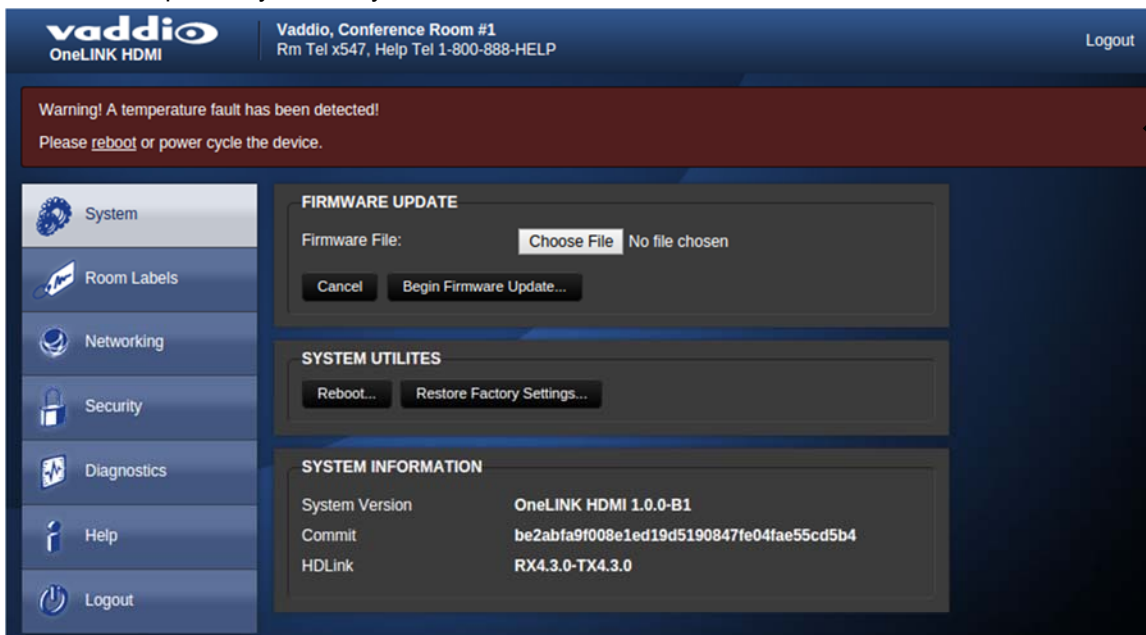 vaddio
OneLINK HDMI
Vaddio, Conference Room #1
Rm Tel x547, Help Tel 1-800-888-HELP
Logout
Warning! A temperature fault has been detected!
Please reboot or power cycle the device.
System
Room Labels
Networking
Security
Diagnostics
Help
Logout
FIRMWARE UPDATE
Firmware File: Choose File No file chosen
Cancel Begin Firmware Update...
SYSTEM UTILITES
Reboot... Restore Factory Settings...
SYSTEM INFORMATION
System Version OneLINK HDMI 1.0.0-B1
Commit be2abfa9f008e1ed19d5190847fe04fae55cd5b4
HDLink RX4.3.0-TX4.3.0